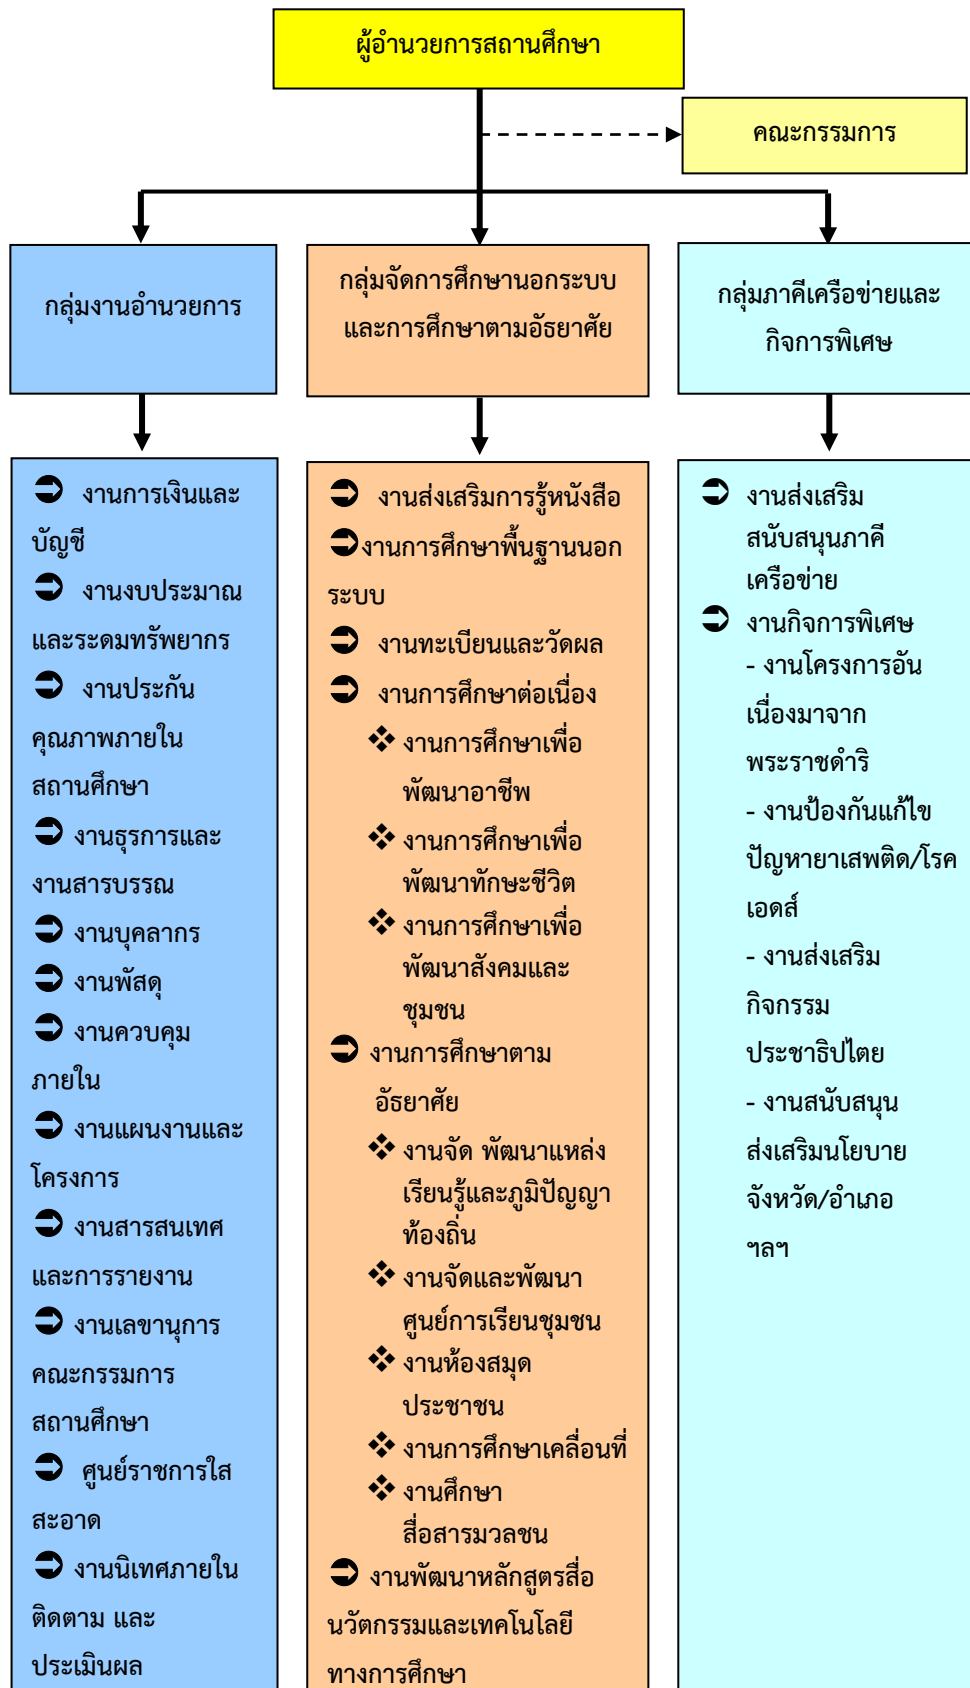 ผู้อำนวยการสถานศึกษา
คณะกรรมการ
กลุ่มงานอำนวยการ
กลุ่มจัดการศึกษานอกระบบ
และการศึกษาตามอัธยาศัย
กลุ่มภาคีเครือข่ายและ
กิจการพิเศษ
งานการเงินและ
บัญชี
งานงบประมาณ
และระดมทรัพยากร
งานประกัน
คุณภาพภายใน
สถานศึกษา
งานธุรการและ
งานสารบรรณ
งานบุคลากร
งานพัสดุ
งานควบคุม
ภายใน
งานแผนงานและ
โครงการ
งานสารสนเทศ
และการรายงาน
งานเลขานุการ
คณะกรรมการ
สถานศึกษา
ศูนย์ราชการใส
สะอาด
งานนิเทศภายใน
ติดตาม และ
ประเมินผล
งานส่งเสริมการรู้หนังสือ
งานการศึกษาพื้นฐานนอก
ระบบ
งานทะเบียนและวัดผล
งานการศึกษาต่อเนื่อง
งานการศึกษาเพื่อ
พัฒนาอาชีพ
งานการศึกษาเพื่อ
พัฒนาทักษะชีวิต
งานการศึกษาเพื่อ
พัฒนาสังคมและ
ชุมชน
งานการศึกษาตาม
อัธยาศัย
งานจัด พัฒนาแหล่ง
เรียนรู้และภูมิปัญญา
ท้องถิ่น
งานจัดและพัฒนา
ศูนย์การเรียนชุมชน
งานห้องสมุด
ประชาชน
งานการศึกษาเคลื่อนที่
งานศึกษา
สื่อสารมวลชน
งานพัฒนาหลักสูตรสื่อ
นวัตกรรมและเทคโนโลยี
ทางการศึกษา
งานส่งเสริม
สนับสนุนภาคี
เครือข่าย
งานกิจการพิเศษ
- งานโครงการอัน
เนื่องมาจาก
พระราชดำริ
- งานป้องกันแก้ไข
ปัญหายาเสพติด/โรค
เอดส์
- งานส่งเสริม
กิจกรรม
ประชาธิปไตย
- งานสนับสนุน
ส่งเสริมนโยบาย
จังหวัด/อำเภอ
ฯลฯ